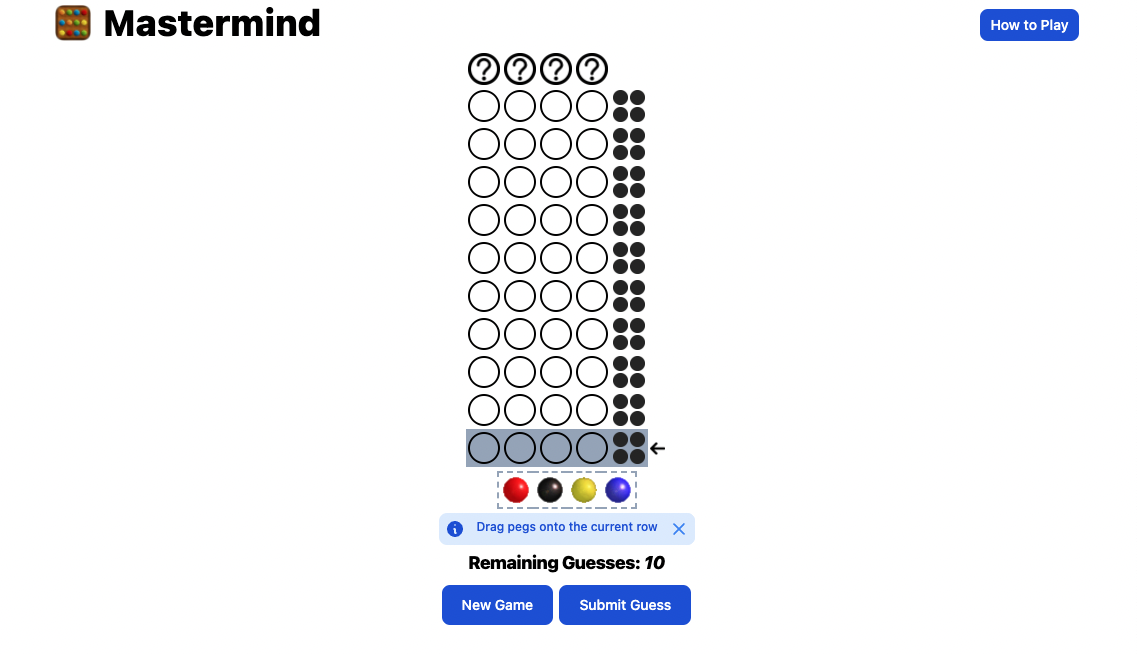 Mastermind
How to Play
? ? ? ?
Drag pegs onto the current row
Remaining Guesses: 10
New Game
Submit Guess